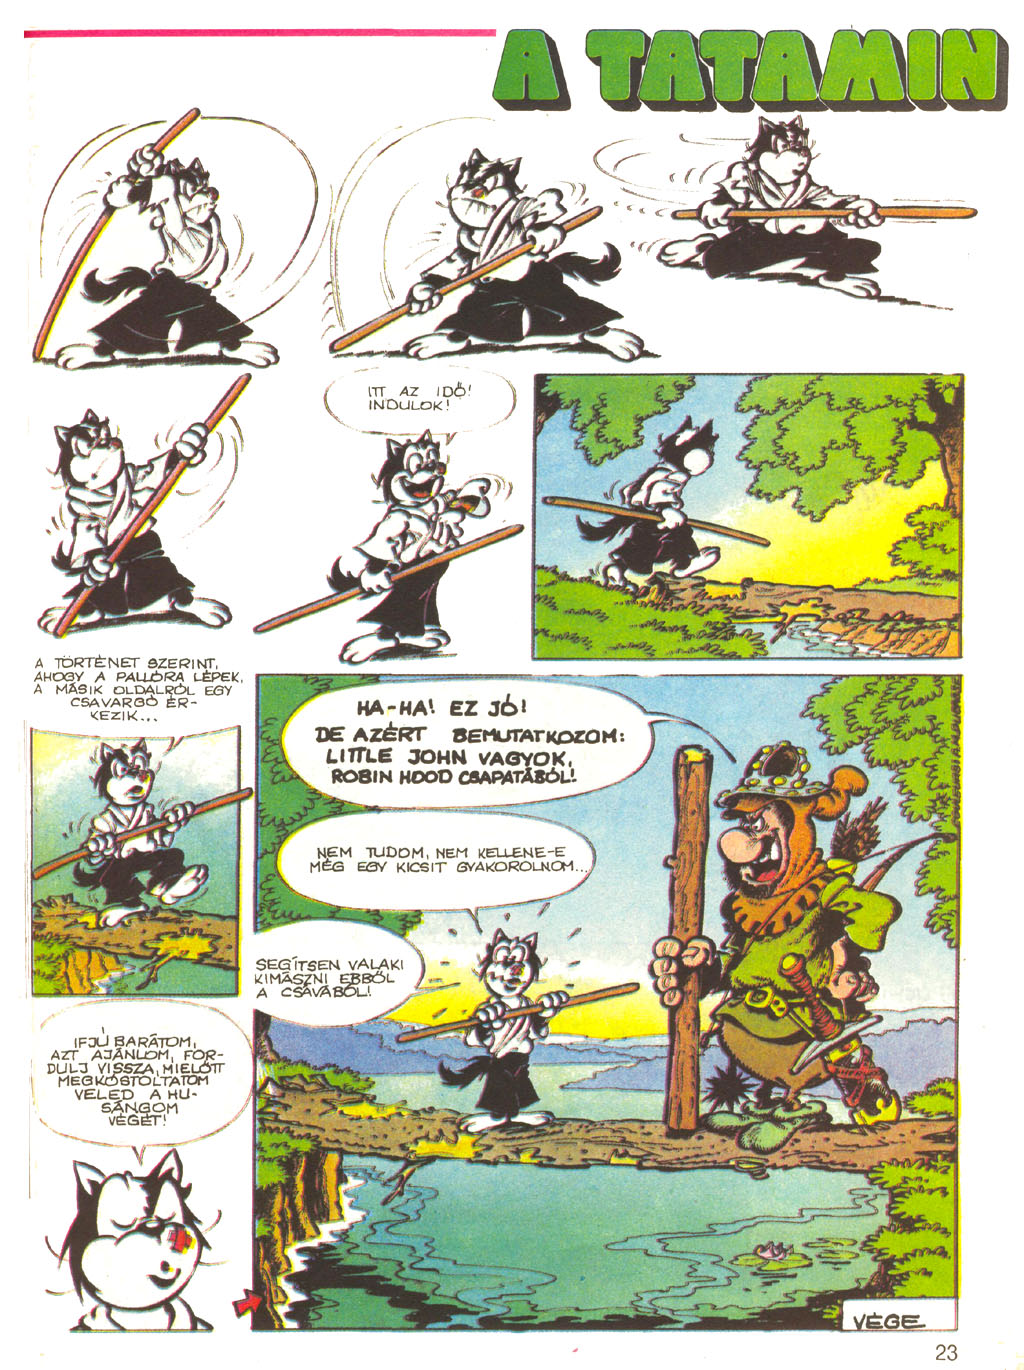 A TATAMIN
ITT AZ IDŐ!
INDULOK!
A TÖRTÉNET SZERINT,
AHOGY A PALLÓRA LÉPEK,
A MÁSIK OLDALRÓL EGY
CSAVARGÓ ÉR-
KEZIK...
IFJÚ BARÁTOM,
AZT AJÁNLOM, FOR-
DULJ VISSZA, MIELŐTT
MEGKÓSTOLTATOM
VELED A HU-
SÁNGOM
VÉGÉT!
HA-HA! EZ JÓ!
DE AZÉRT BEMUTATKOZOM:
LITTLE JOHN VAGYOK,
ROBIN HOOD CSAPATÁBÓL!
NEM TUDOM, NEM KELLENE-E
MÉG EGY KICSIT GYAKOROLNOM...
SEGÍTSEN VALAKI
KIMÁSZNI EBBŐL
A CSÁVÁBÓL!
VÉGE
23